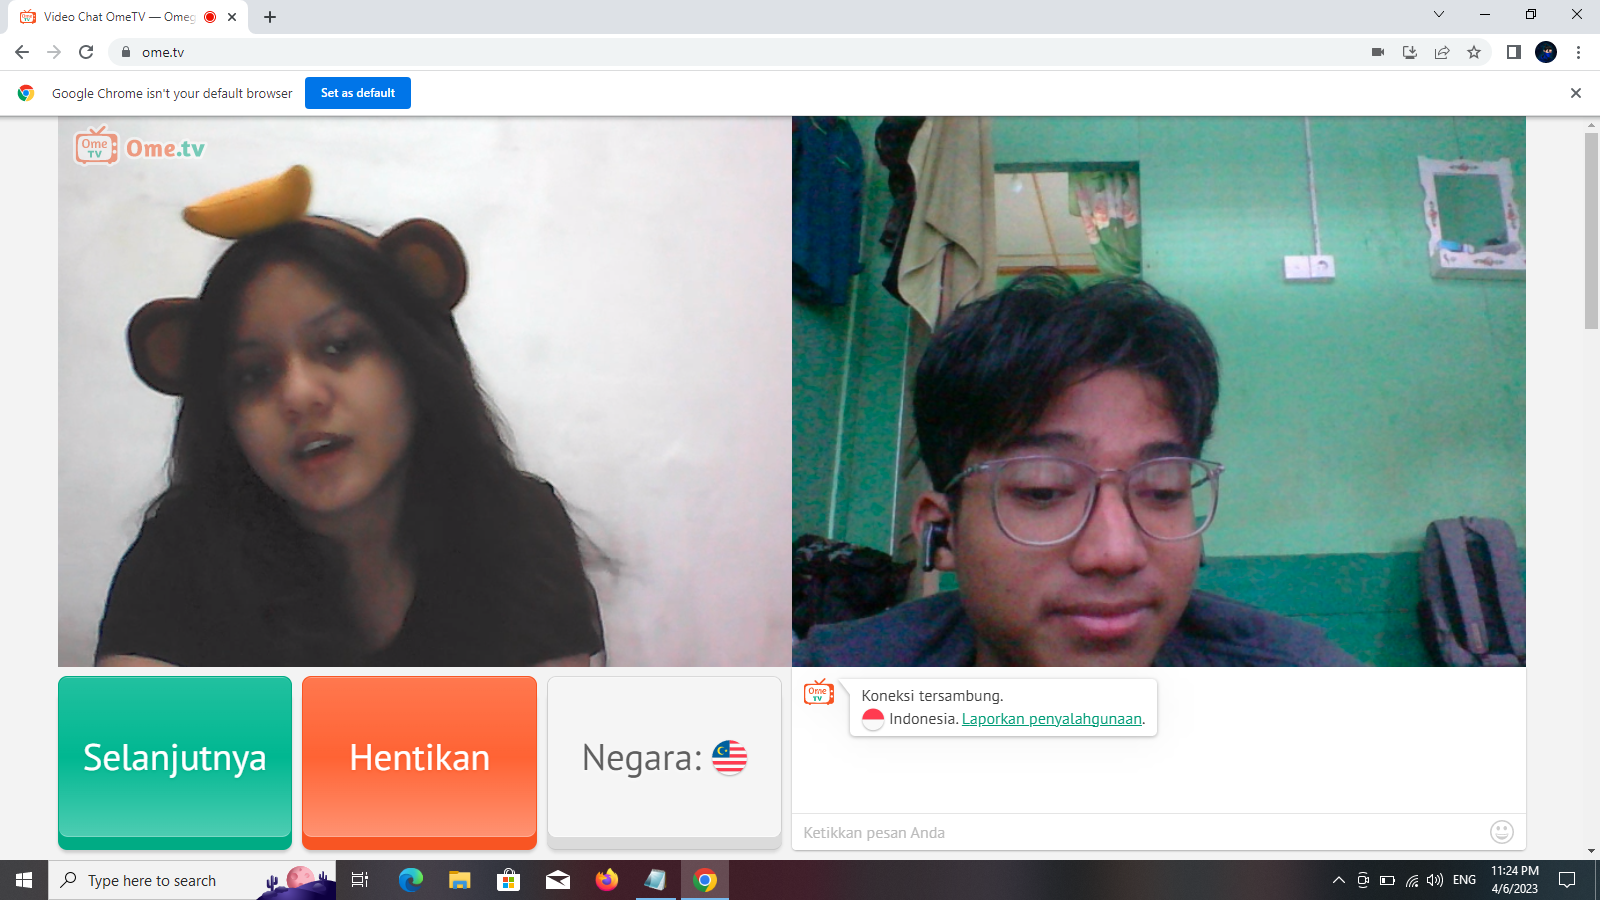 Video Chat OmeTV — Omeg
ome.tv
Google Chrome isn't your default browser
Set as default
Ome TV
Ome.tv
Selanjutnya
Hentikan
Negara:
Ome TV
Koneksi tersambung.
Indonesia. Laporkan penyalahgunaan.
Ketikkan pesan Anda
Type here to search
ENG
11:24 PM
4/6/2023